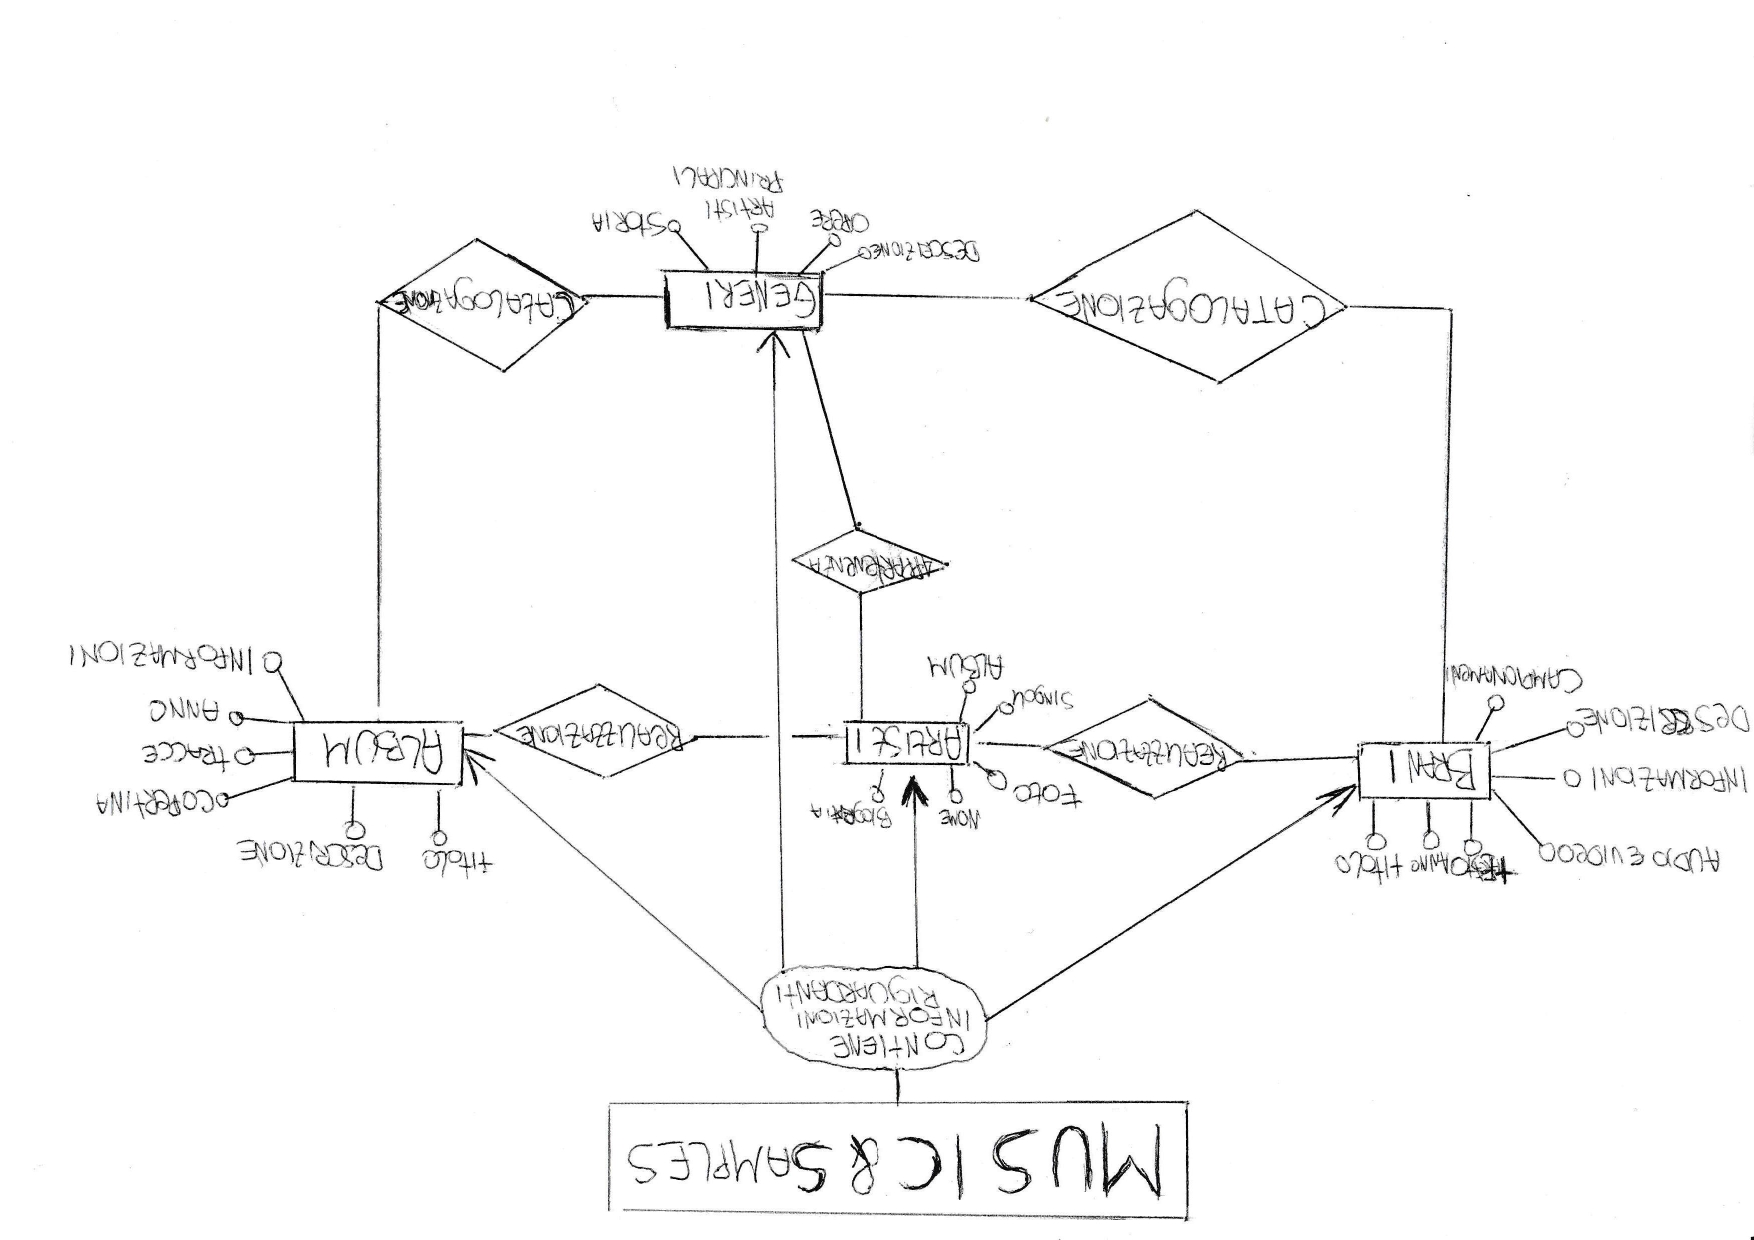 MUSIC & SAMPLES
CONTIENE
INFORMAZIONI
RIGUARDANTI
AUDIO E VIDEO
TESTO
ANNO
TITOLO
INFORMAZIONI
BRANI
DESCRIZIONE
CAMPIONAMENTI
REALIZZAZIONE
FOTO
NOME
BIOGRAFIA
ARTISTI
SINGOLI
ALBUM
REALIZZAZIONE
TITOLO
DESCRIZIONE
ALBUM
COPERTINA
TRACCE
ANNO
INFORMAZIONI
APPARTENENZA
CATALOGAZIONE
GENERI
CATALOGAZIONE
DESCRIZIONE
OPERE
ARTISTI
PRINCIPALI
STORIA